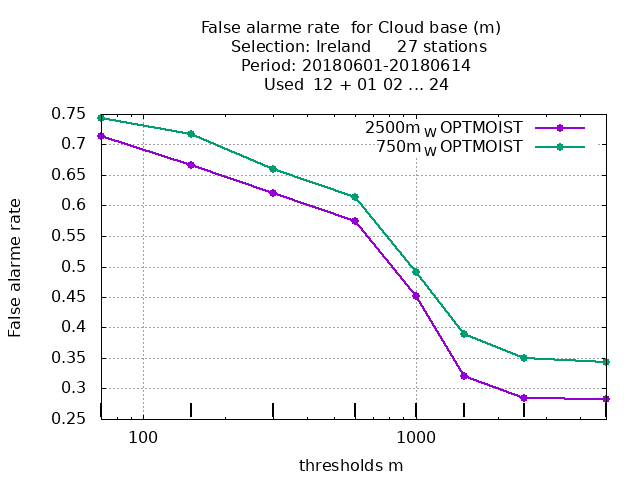 False alarme rate  for Cloud base (m)
Selection: Ireland     27 stations
Period: 20180601-20180614
Used  12 + 01 02 ... 24
2500m W OPTMOIST
750m W OPTMOIST
0.75
0.7
0.65
0.6
0.55
0.5
0.45
0.4
0.35
0.3
0.25
False alarme rate
100
1000
thresholds m